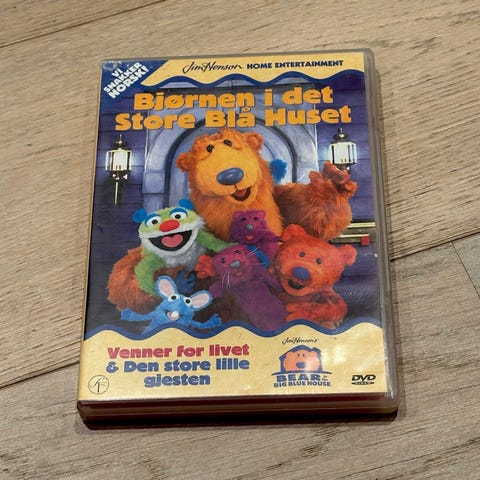 VI
SNAKKER
NORSK!
Jim Henson HOME ENTERTAINMENT
Bjørnen i det
Store Blå Huset
Venner for livet
& Den store lille
gjesten
Jim Henson's
BEAR IN THE
BIG BLUE HOUSE
DVD
VIDEO